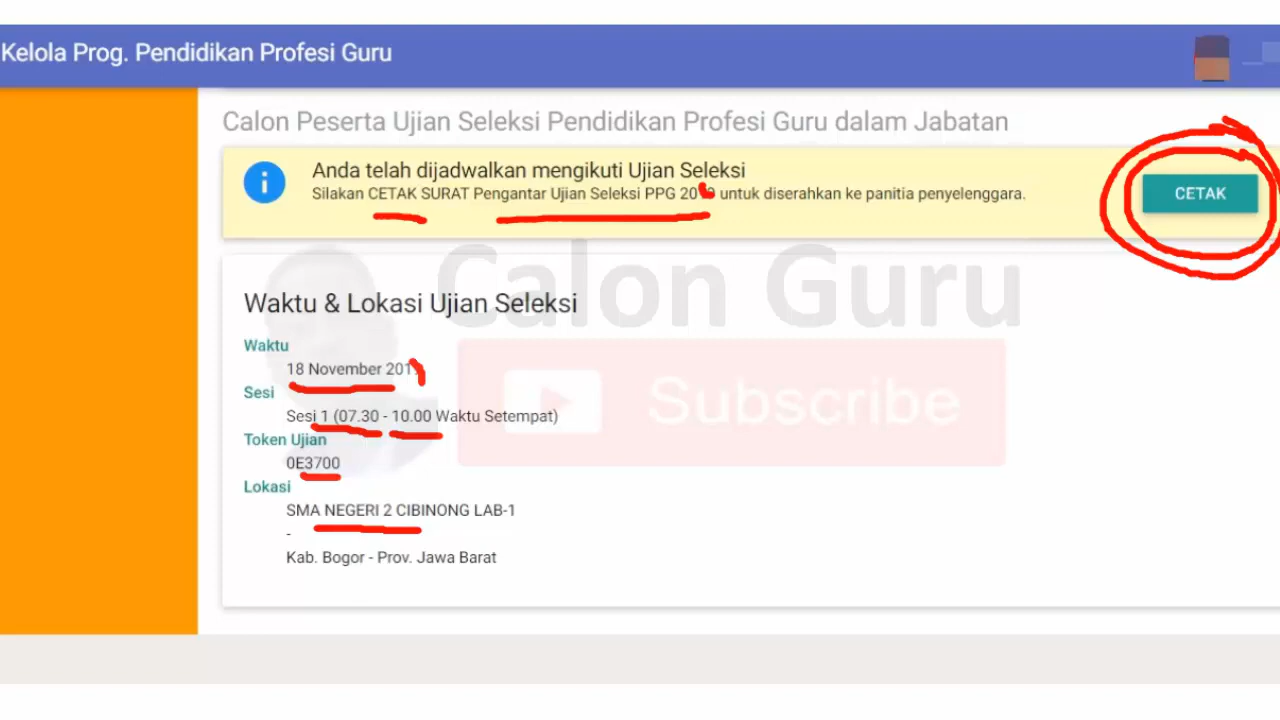 Kelola Prog. Pendidikan Profesi Guru
Calon Peserta Ujian Seleksi Pendidikan Profesi Guru dalam Jabatan
Anda telah dijadwalkan mengikuti Ujian Seleksi
Silakan CETAK SURAT Pengantar Ujian Seleksi PPG untuk diserahkan ke panitia penyelenggara.
CETAK
Calon Guru
Waktu & Lokasi Ujian Seleksi
Waktu
18 November
Sesi
Sesi 1 (07.30 - 10.00 Waktu Setempat)
Subscribe
Token Ujian
0E3700
Lokasi
SMA NEGERI 2 CIBINONG LAB-1
-
Kab. Bogor - Prov. Jawa Barat